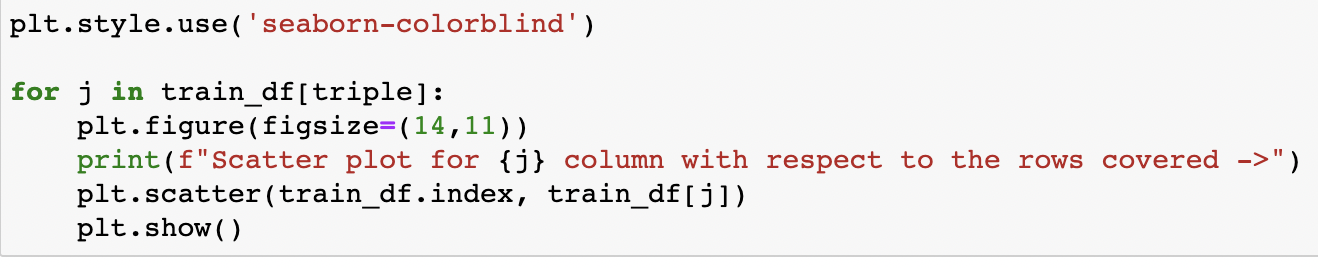 plt.style.use('seaborn-colorblind')
for j in train_df[triple]:
    plt.figure(figsize=(14,11))
    print(f"Scatter plot for {j} column with respect to the rows covered ->")
    plt.scatter(train_df.index, train_df[j])
    plt.show()